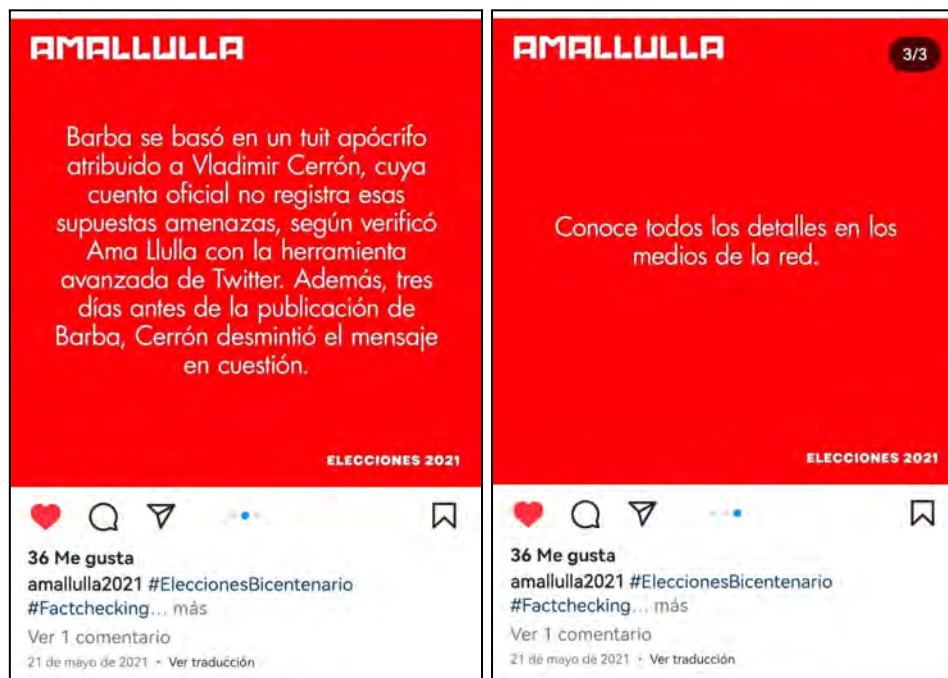 AMALLULLA
Barba se basó en un tuit apócrifo
atribuido a Vladimir Cerrón, cuya
cuenta oficial no registra esas
supuestas amenazas, según verificó
Ama Llulla con la herramienta
avanzada de Twitter. Además, tres
días antes de la publicación de
Barba, Cerrón desmintió el mensaje
en cuestión.
ELECCIONES 2021
36 Me gusta
amallulla2021 #EleccionesBicentenario
#Factchecking... más
Ver 1 comentario
21 de mayo de 2021 • Ver traducción
AMALLULLA
3/3
Conoce todos los detalles en los
medios de la red.
ELECCIONES 2021
36 Me gusta
amallulla2021 #EleccionesBicentenario
#Factchecking... más
Ver 1 comentario
21 de mayo de 2021 • Ver traducción